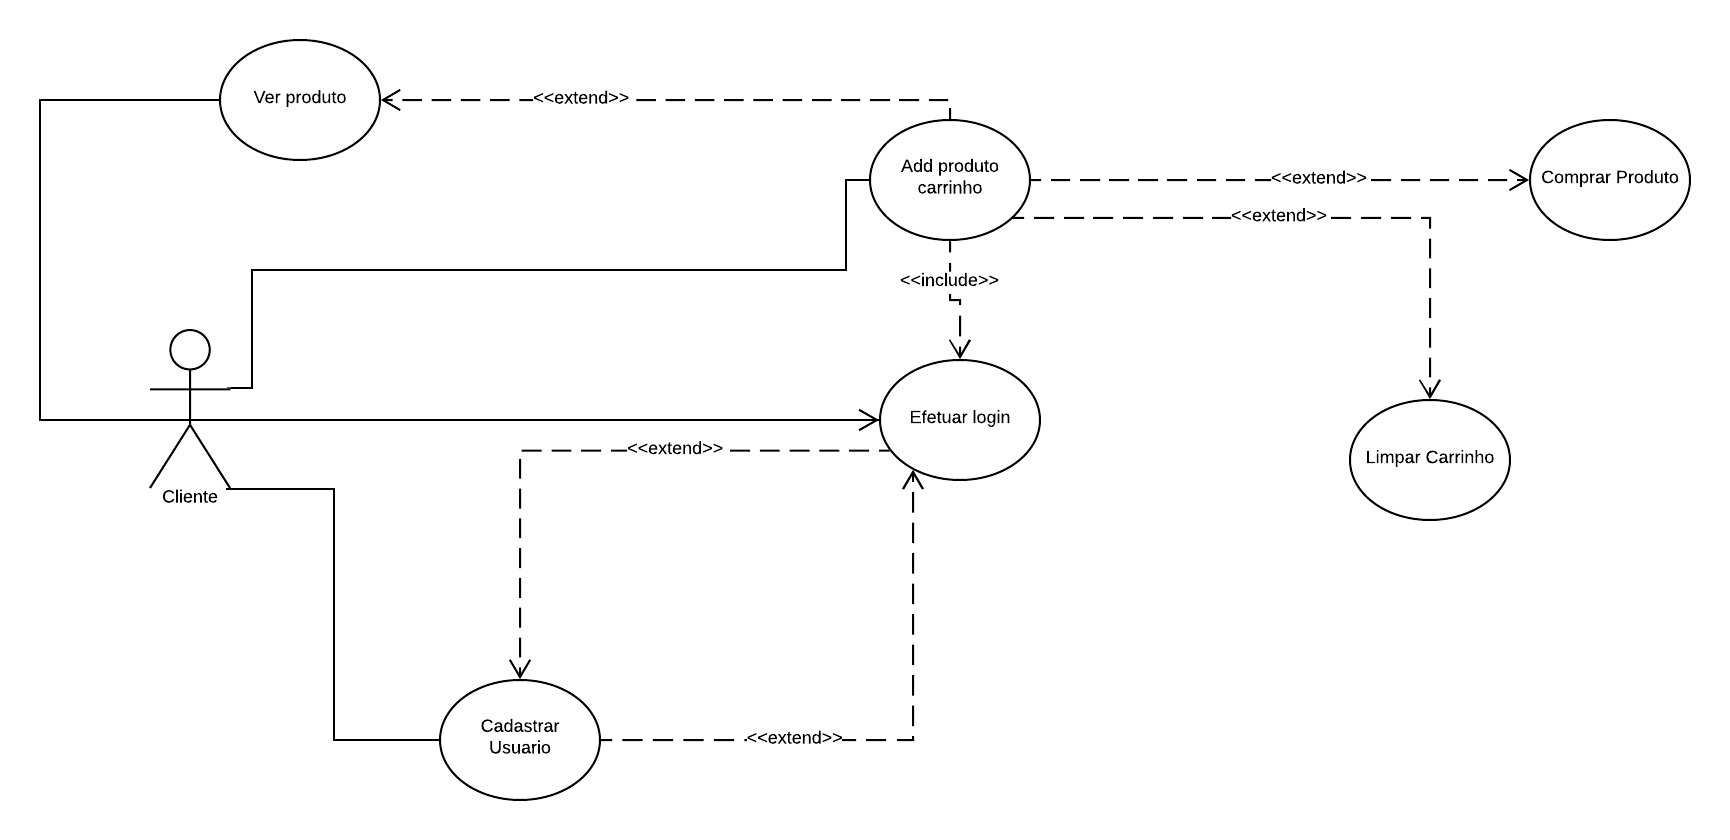 Ver produto
<<extend>>
Add produto
carrinho
<<extend>>
Comprar Produto
<<extend>>
<<include>>
Efetuar login
<<extend>>
Limpar Carrinho
Cliente
Cadastrar
Usuario
<<extend>>